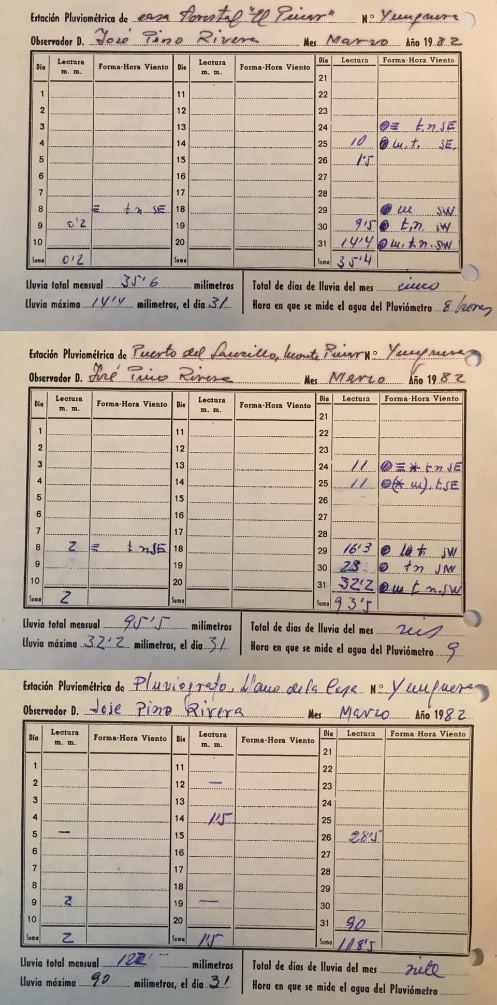 Estación Pluviométrica de casa forestal "El Pinar" N.º Yunquera
Observador D. José Pino Rivera Mes Marzo Año 1982
Día Lectura m. m. Forma-Hora Viento Día Lectura m. m. Forma-Hora Viento Día Lectura Forma-Hora Viento
21
1 11 22
2 12 23
3 13 24 ≡ t.n SE
4 14 25 10 m.t. SE.
5 15 26 1'5
6 16 27
7 17 28
8 ≡ t n SE 18 29 m SW
9 0'2 19 30 9'5 t.n. SW
10 20 31 14'4 m.t.n. SW
Suma 0'2 Suma Suma 35'4
Lluvia total mensual 35'6 milímetros Total de días de lluvia del mes cinco
Lluvia máxima 14'4 milímetros, el día 31 Hora en que se mide el agua del Pluviómetro 8 horas
Estación Pluviométrica de Puerto del Saucillo, Monte Pinar N.º Yunquera
Observador D. José Pino Rivera Mes Marzo Año 1982
Día Lectura m. m. Forma-Hora Viento Día Lectura m. m. Forma-Hora Viento Día Lectura Forma-Hora Viento
21
1 11 22
2 12 23
3 13 24 11 ≡ * t n SE
4 14 25 11 (* m). t SE
5 15 26
6 16 27
7 17 28
8 2 ≡ t n SE 18 29 16'3 t. SW
9 19 30 23 t n SW
10 20 31 32'2 m t n. SW
Suma 2 Suma Suma 93'5
Lluvia total mensual 95'5 milímetros Total de días de lluvia del mes seis
Lluvia máxima 32'2 milímetros, el día 31 Hora en que se mide el agua del Pluviómetro 9
Estación Pluviométrica de Pluviografo. Llano de la Casa N.º Yunquera
Observador D. Jose Pino Rivera Mes Marzo Año 1982
Día Lectura m. m. Forma-Hora Viento Día Lectura m. m. Forma-Hora Viento Día Lectura Forma-Hora Viento
21
1 11 22
2 12 — 23
3 13 24
4 14 1'5 25
5 — 15 26 28'5
6 16 27
7 17 28
8 18 29
9 2 19 — 30
10 20 31 90
Suma 2 Suma 1'5 Suma 118'5
Lluvia total mensual 122 milímetros Total de días de lluvia del mes siete
Lluvia máxima 90 milímetros, el día 31 Hora en que se mide el agua del Pluviómetro